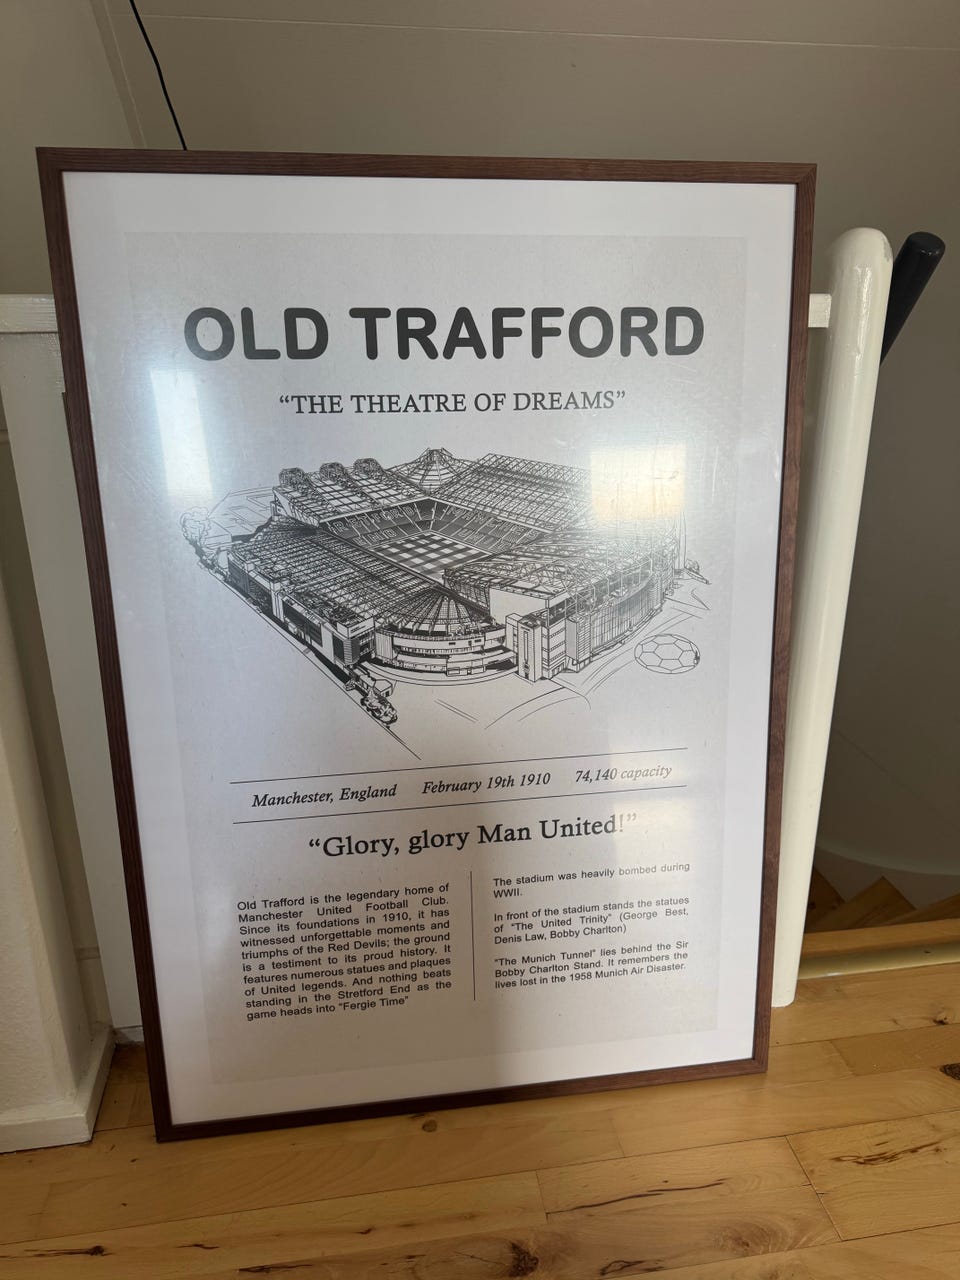 OLD TRAFFORD
“THE THEATRE OF DREAMS”
Manchester, England February 19th 1910 74,140 capacity
“Glory, glory Man United!”
Old Trafford is the legendary home of
Manchester United Football Club.
Since its foundations in 1910, it has
witnessed unforgettable moments and
triumphs of the Red Devils; the ground
is a testiment to its proud history. It
features numerous statues and plaques
of United legends. And nothing beats
standing in the Stretford End as the
game heads into “Fergie Time”
The stadium was heavily bombed during
WWII.
In front of the stadium stands the statues
of “The United Trinity” (George Best,
Denis Law, Bobby Charlton)
“The Munich Tunnel” lies behind the Sir
Bobby Charlton Stand. It remembers the
lives lost in the 1958 Munich Air Disaster.